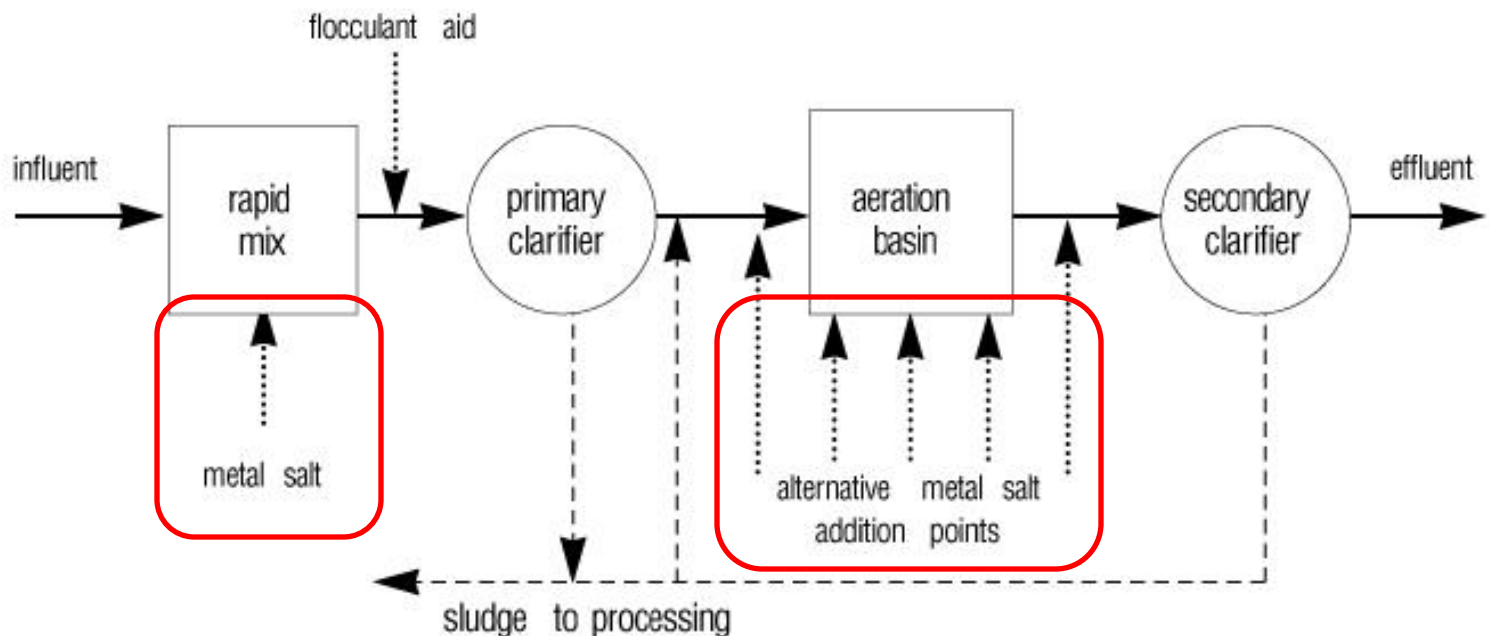 flocculant aid
influent
rapid
mix
primary
clarifier
aeration
basin
secondary
clarifier
effluent
metal salt
alternative metal salt
addition points
sludge to processing